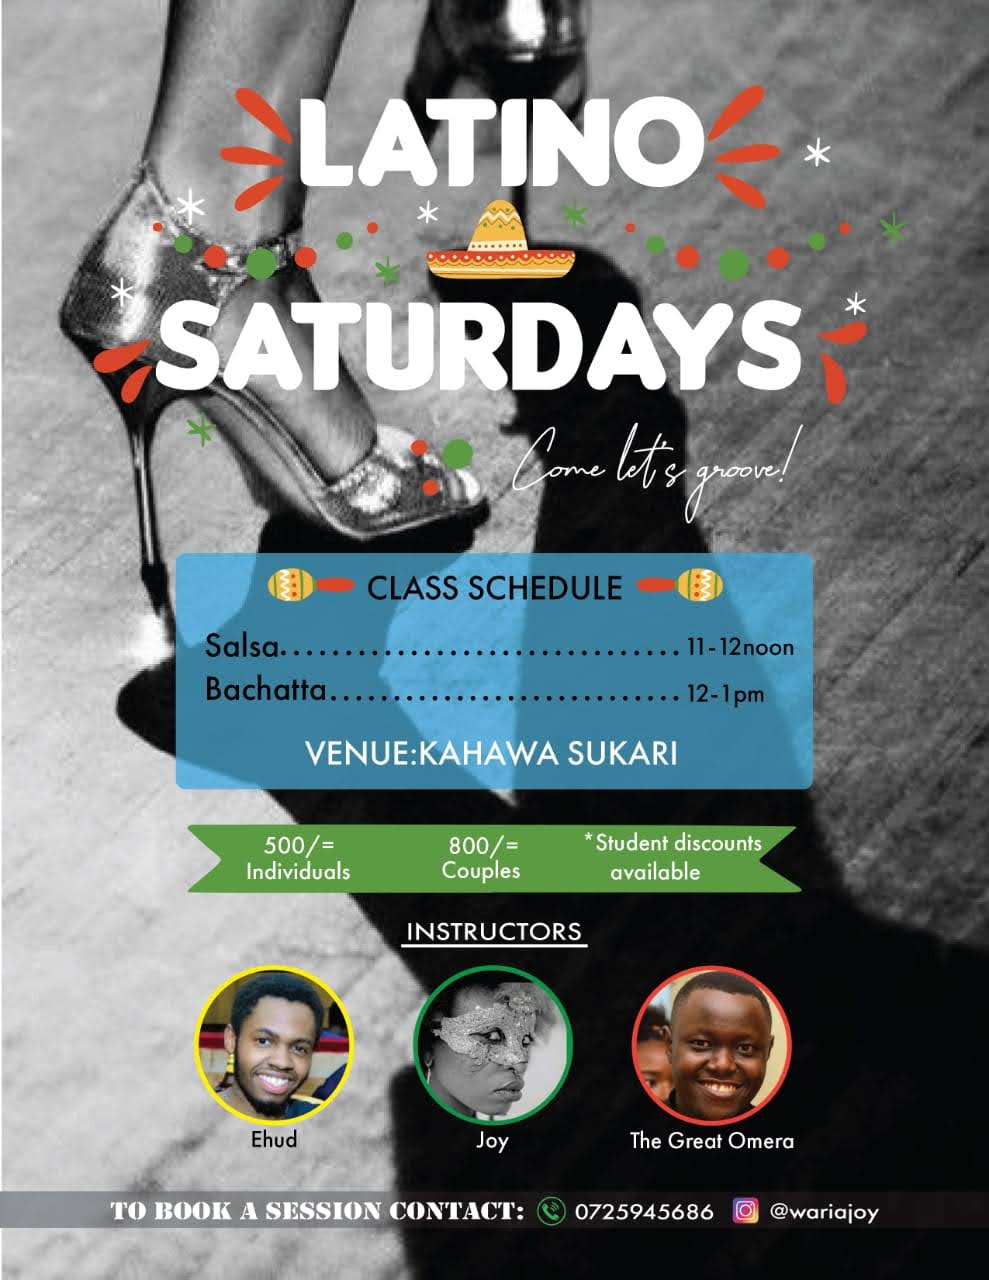 LATINO
SATURDAYS
Come let's groove!
CLASS SCHEDULE
Salsa................................ 11-12noon
Bachatta............................ 12-1pm
VENUE:KAHAWA SUKARI
500/= 800/= *Student discounts
Individuals Couples available
INSTRUCTORS
Ehud Joy The Great Omera
TO BOOK A SESSION CONTACT: 0725945686 @wariajoy